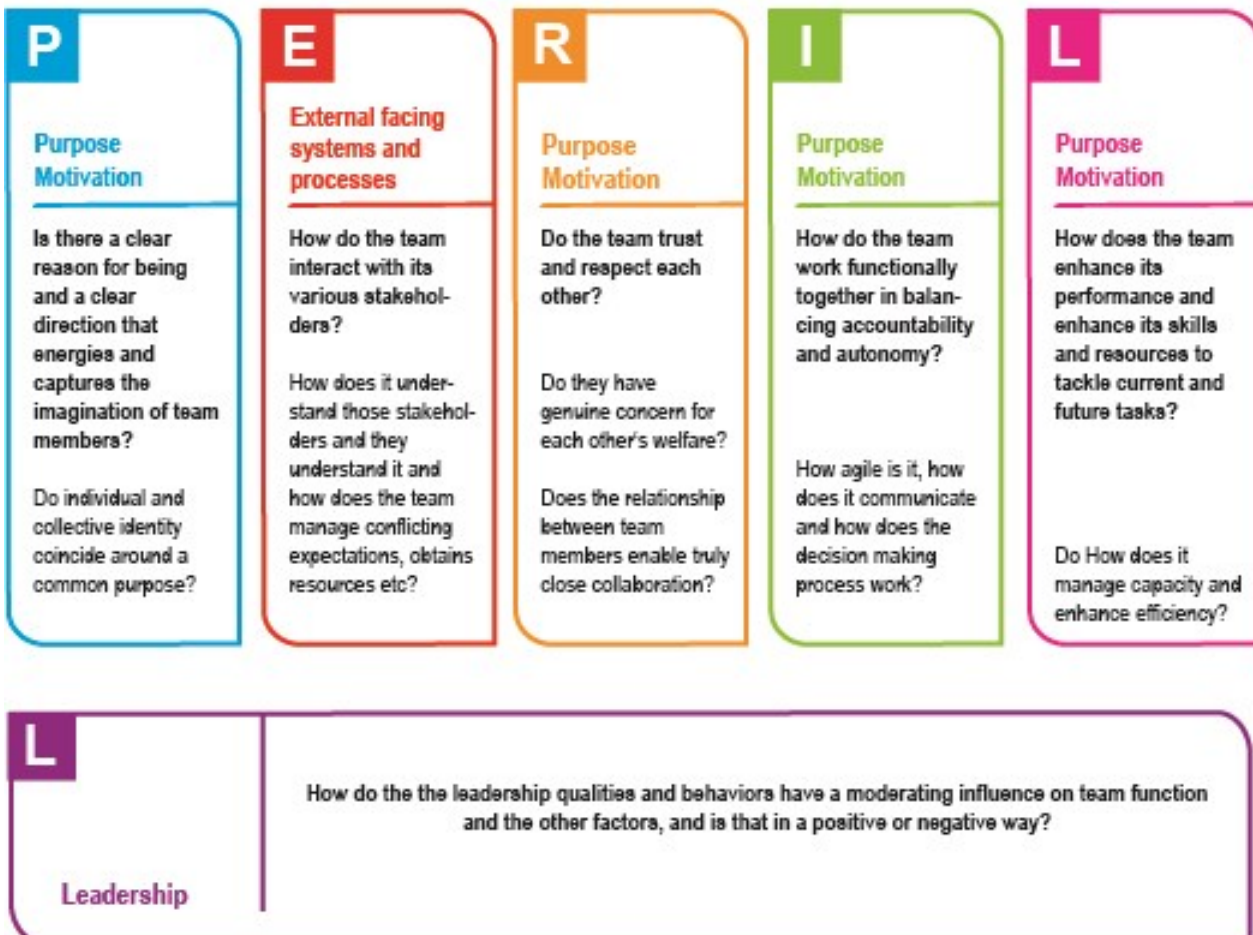 P
Purpose
Motivation
Is there a clear
reason for being
and a clear
direction that
energies and
captures the
imagination of team
members?
Do individual and
collective identity
coincide around a
common purpose?
E
External facing
systems and
processes
How do the team
interact with its
various stakehol-
ders?
How does it under-
stand those stakehol-
ders and they
understand it and
how does the team
manage conflicting
expectations, obtains
resources etc?
R
Purpose
Motivation
Do the team trust
and respect each
other?
Do they have
genuine concern for
each other's welfare?
Does the relationship
between team
members enable truly
close collaboration?
I
Purpose
Motivation
How do the team
work functionally
together in balan-
cing accountability
and autonomy?
How agile is it, how
does it communicate
and how does the
decision making
process work?
L
Purpose
Motivation
How does the team
enhance its
performance and
enhance its skills
and resources to
tackle current and
future tasks?
Do How does it
manage capacity and
enhance efficiency?
L
Leadership
How do the the leadership qualities and behaviors have a moderating influence on team function
and the other factors, and is that in a positive or negative way?